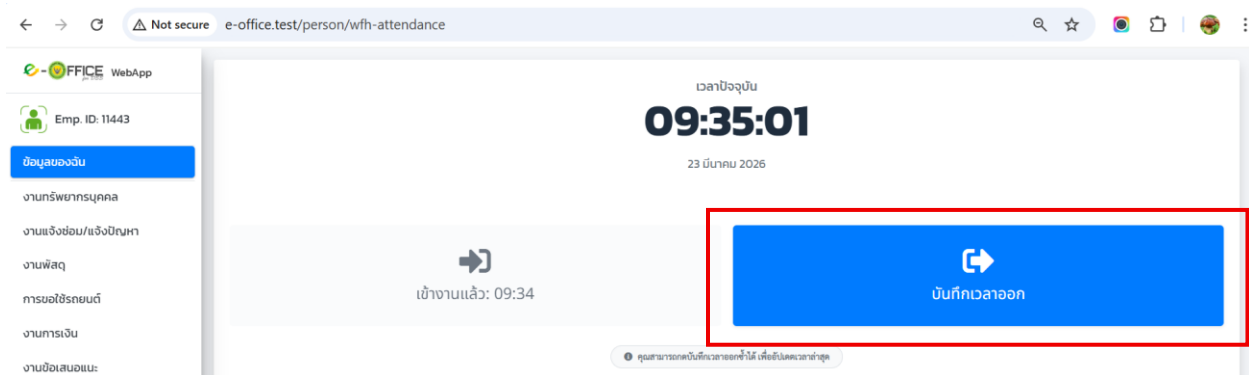 Not secure e-office.test/person/wfh-attendance
e-OFFICE WebApp
Emp. ID: 11443
ข้อมูลของฉัน
งานทรัพยากรบุคคล
งานแจ้งซ่อม/แจ้งปัญหา
งานพัสดุ
การขอใช้รถยนต์
งานการเงิน
งานข้อเสนอแนะ
เวลาปัจจุบัน
09:35:01
23 มีนาคม 2026
เข้างานแล้ว: 09:34
บันทึกเวลาออก
คุณสามารถกดบันทึกเวลาออกซ้ำได้ เพื่ออัปเดตเวลาล่าสุด